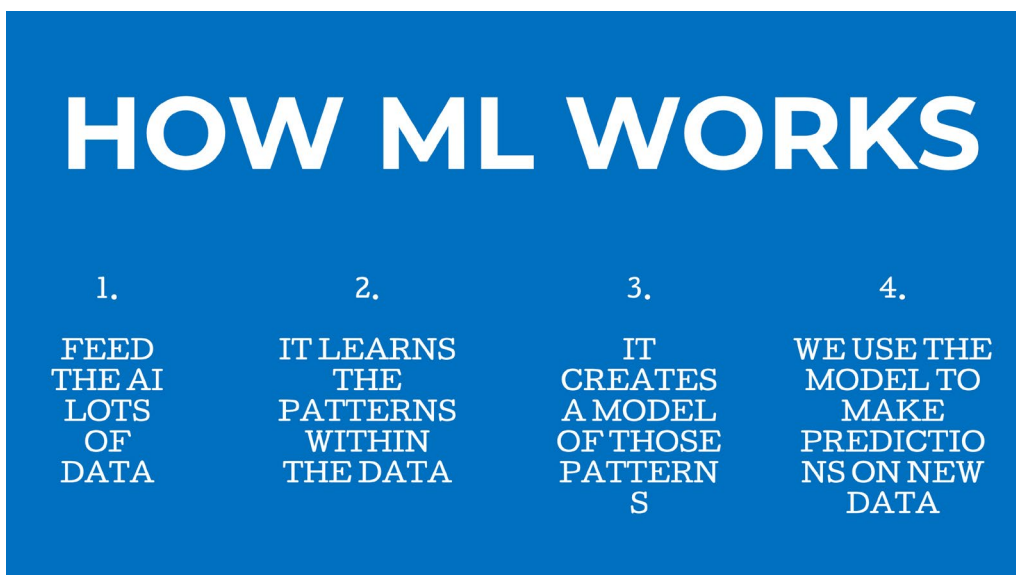 HOW ML WORKS
1.
FEED
THE AI
LOTS
OF
DATA
2.
IT LEARNS
THE
PATTERNS
WITHIN
THE DATA
3.
IT
CREATES
A MODEL
OF THOSE
PATTERN
S
4.
WE USE THE
MODEL TO
MAKE
PREDICTIO
NS ON NEW
DATA